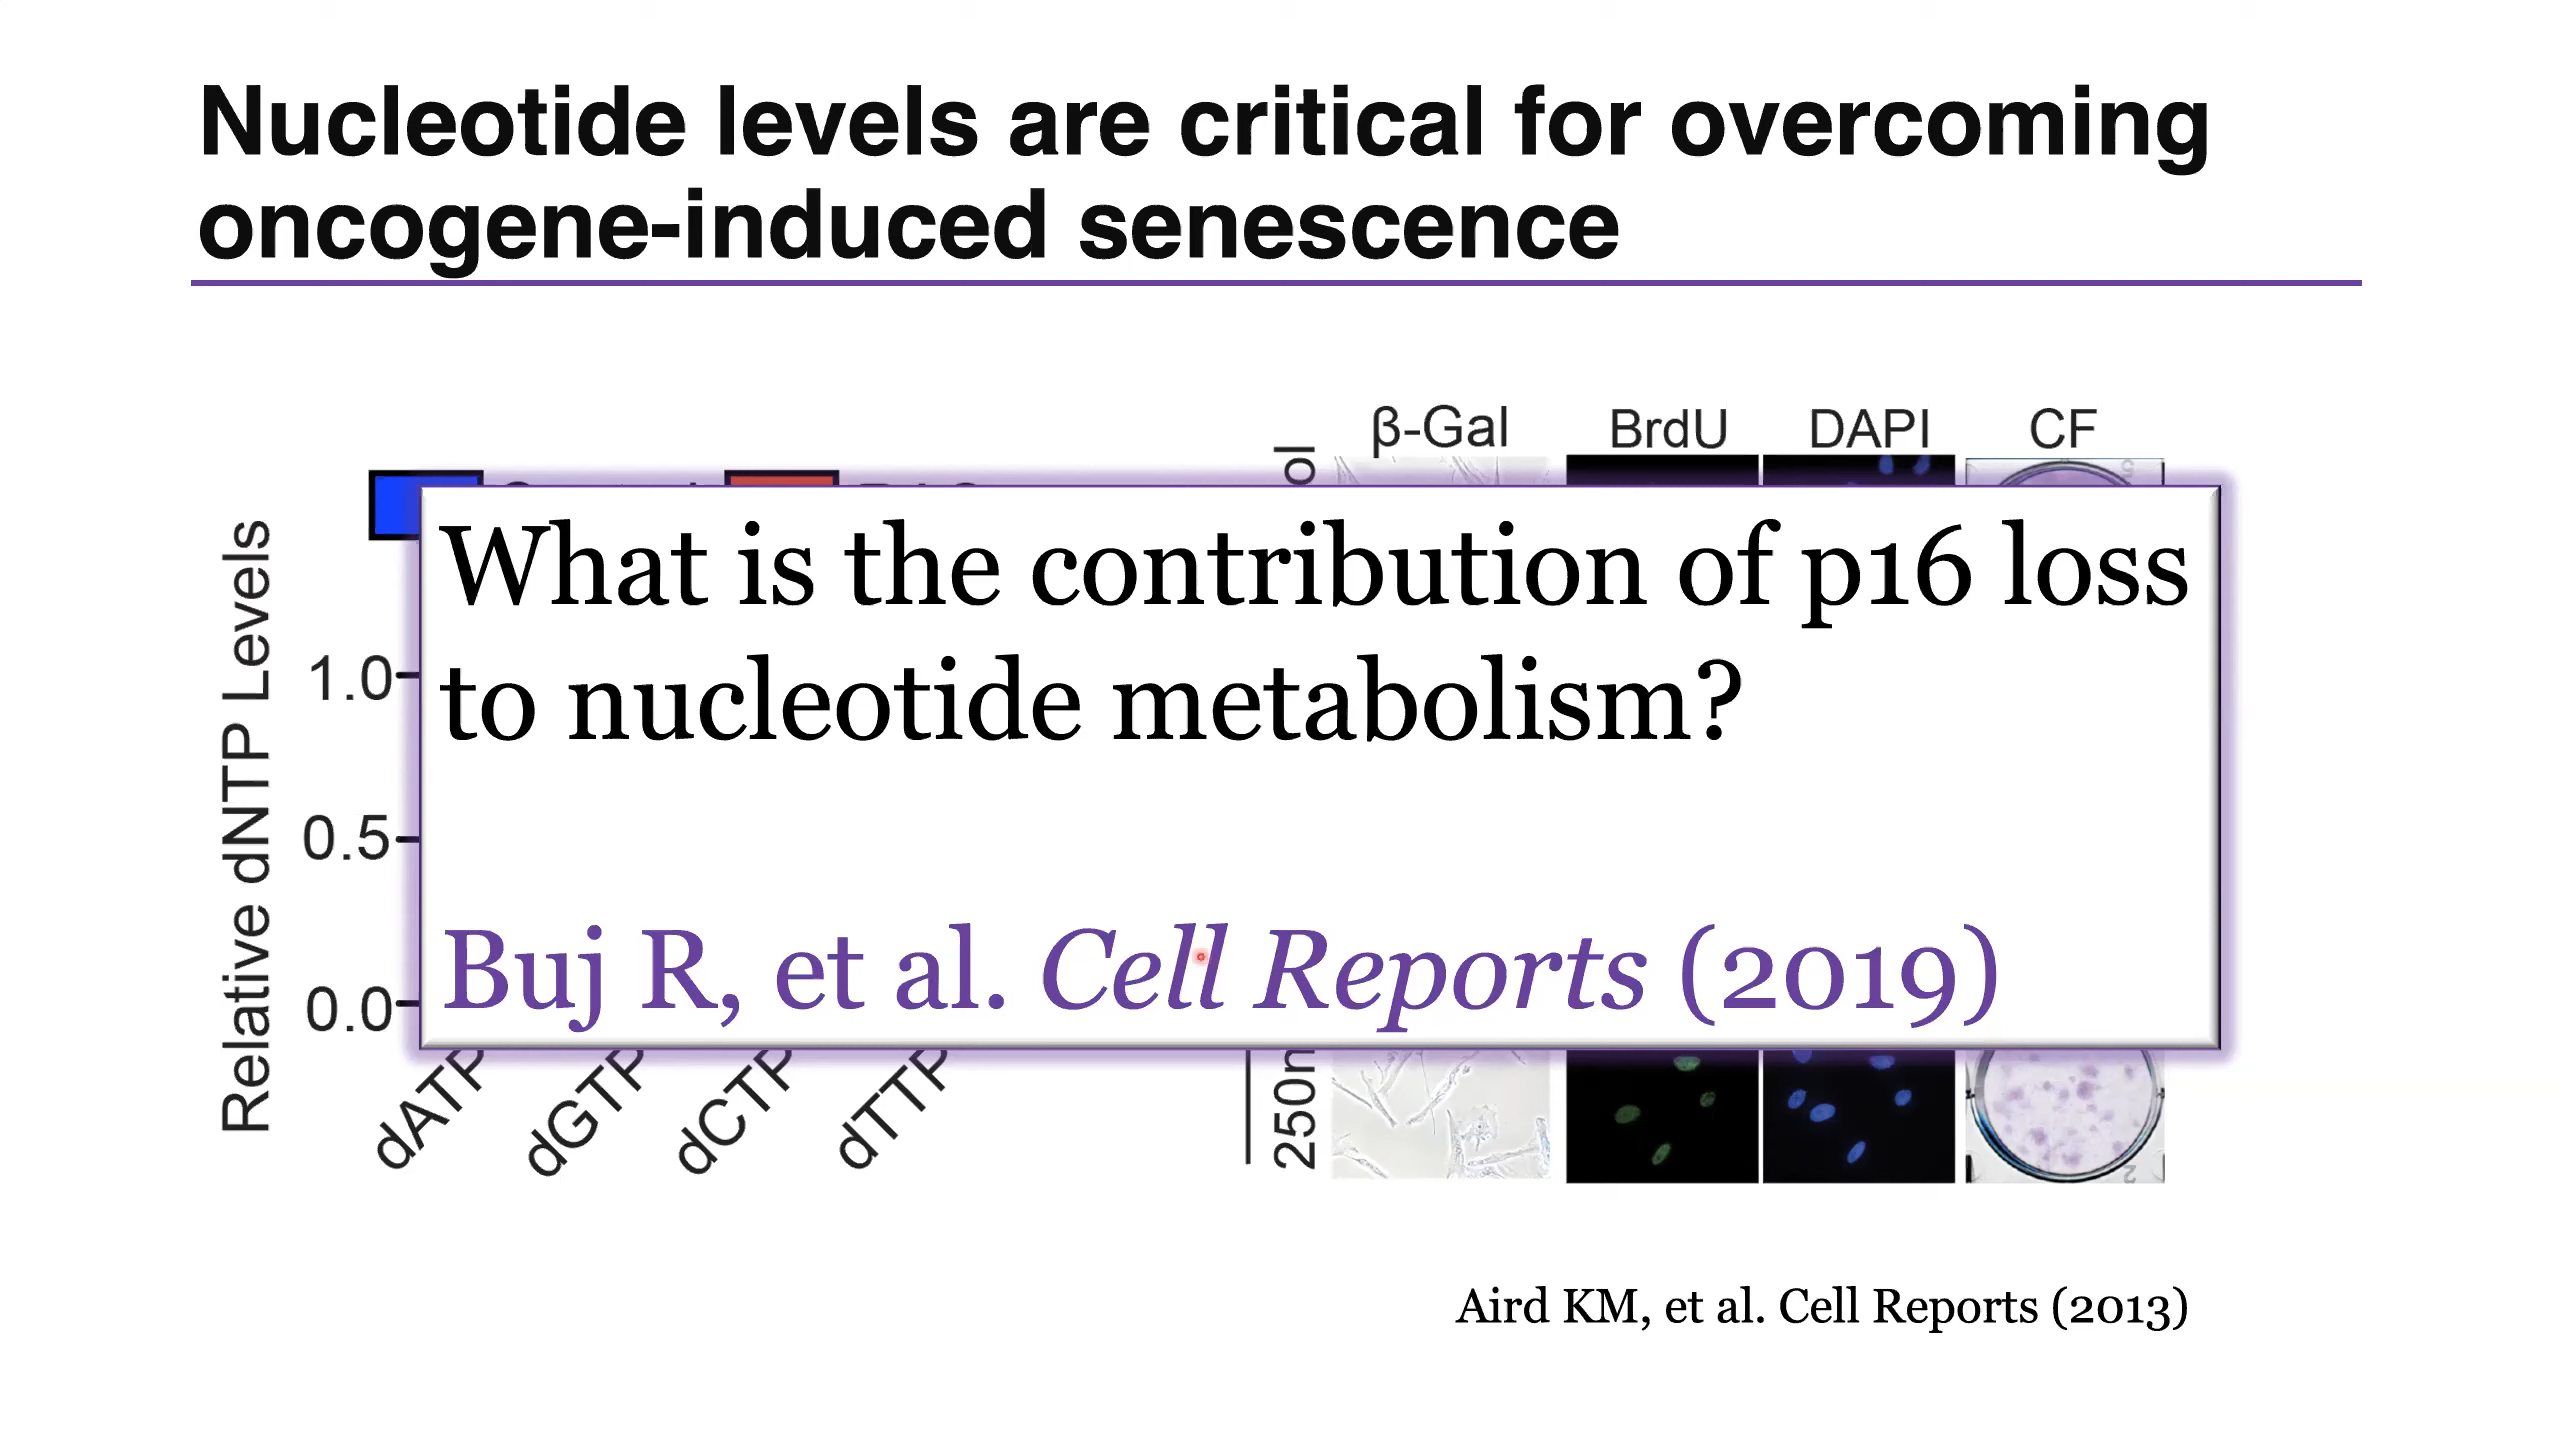 Nucleotide levels are critical for overcoming
oncogene-induced senescence
Relative dNTP Levels
1.0
0.5
0.0
dATP
dGTP
dCTP
dTTP
β-Gal
BrdU
DAPI
CF
What is the contribution of p16 loss
to nucleotide metabolism?
Buj R, et al. Cell Reports (2019)
Aird KM, et al. Cell Reports (2013)